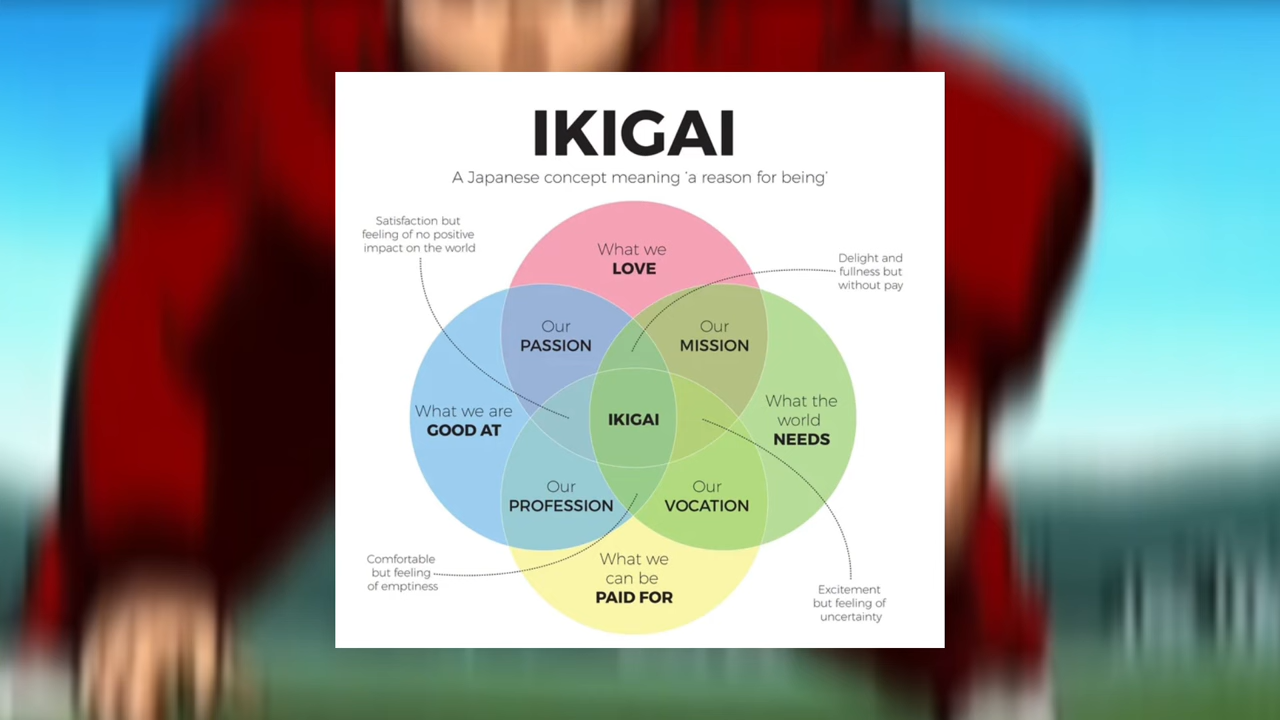 IKIGAI
A Japanese concept meaning 'a reason for being'
Satisfaction but
feeling of no positive
impact on the world
What we
LOVE
Delight and
fullness but
without pay
Our
PASSION
Our
MISSION
What we are
GOOD AT
IKIGAI
What the
world
NEEDS
Our
PROFESSION
Our
VOCATION
Comfortable
but feeling
of emptiness
What we
can be
PAID FOR
Excitement
but feeling of
uncertainty